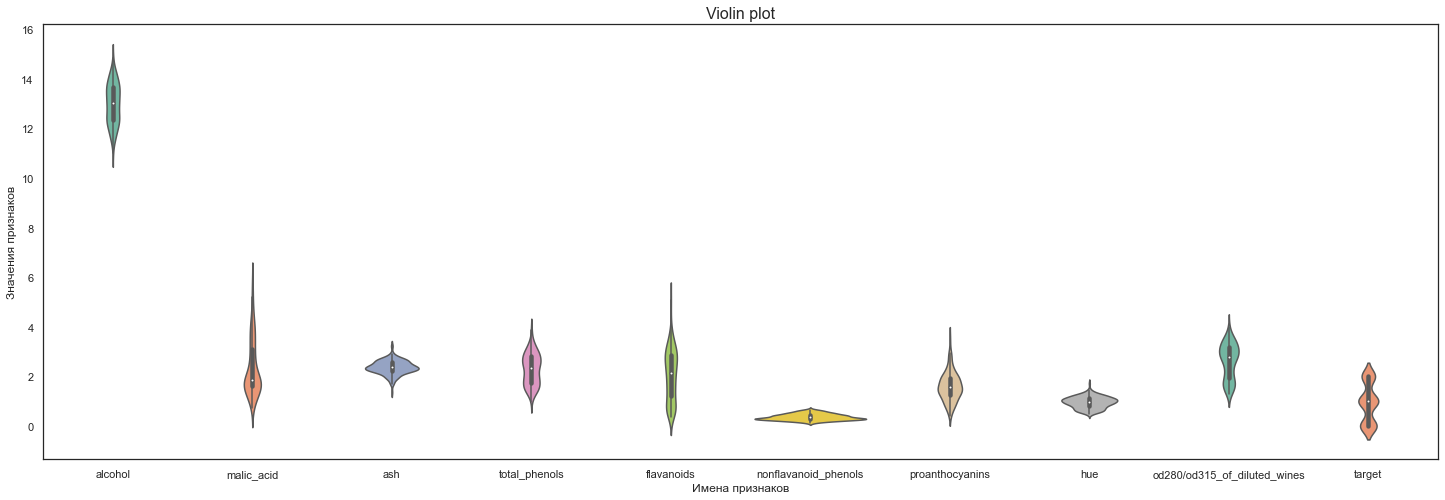 Violin plot
16
14
12
10
8
6
4
2
0
Значения признаков
alcohol malic_acid ash total_phenols flavanoids nonflavanoid_phenols proanthocyanins hue od280/od315_of_diluted_wines target
Имена признаков